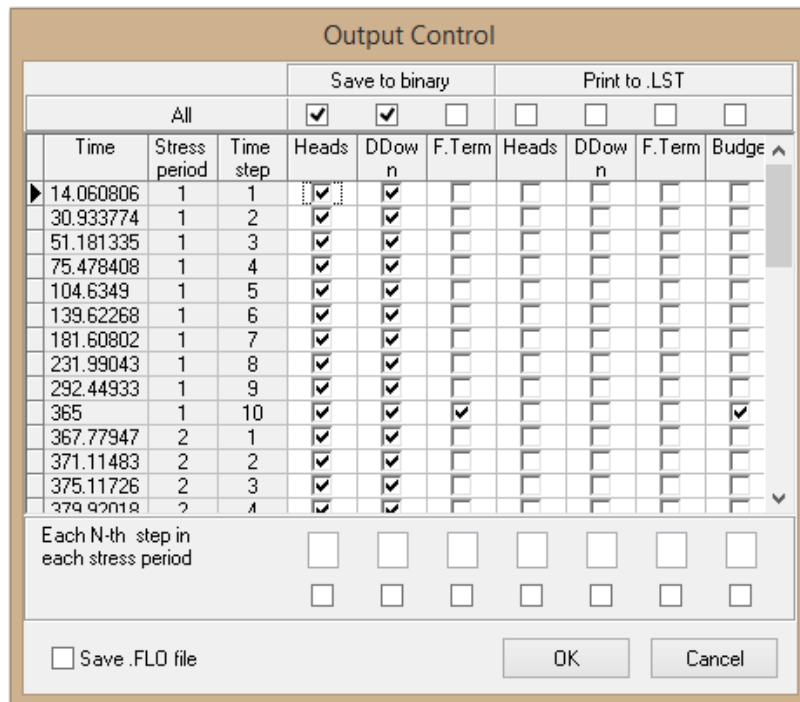 Output Control
Save to binary Print to .LST
All
Time Stress period Time step Heads DDow n F.Term Heads DDow n F.Term Budge
14.060806 1 1
30.933774 1 2
51.181335 1 3
75.478408 1 4
104.6349 1 5
139.62268 1 6
181.60802 1 7
231.99043 1 8
292.44933 1 9
365 1 10
367.77947 2 1
371.11483 2 2
375.11726 2 3
379.92018 2 4
Each N-th step in
each stress period
Save .FLO file OK Cancel